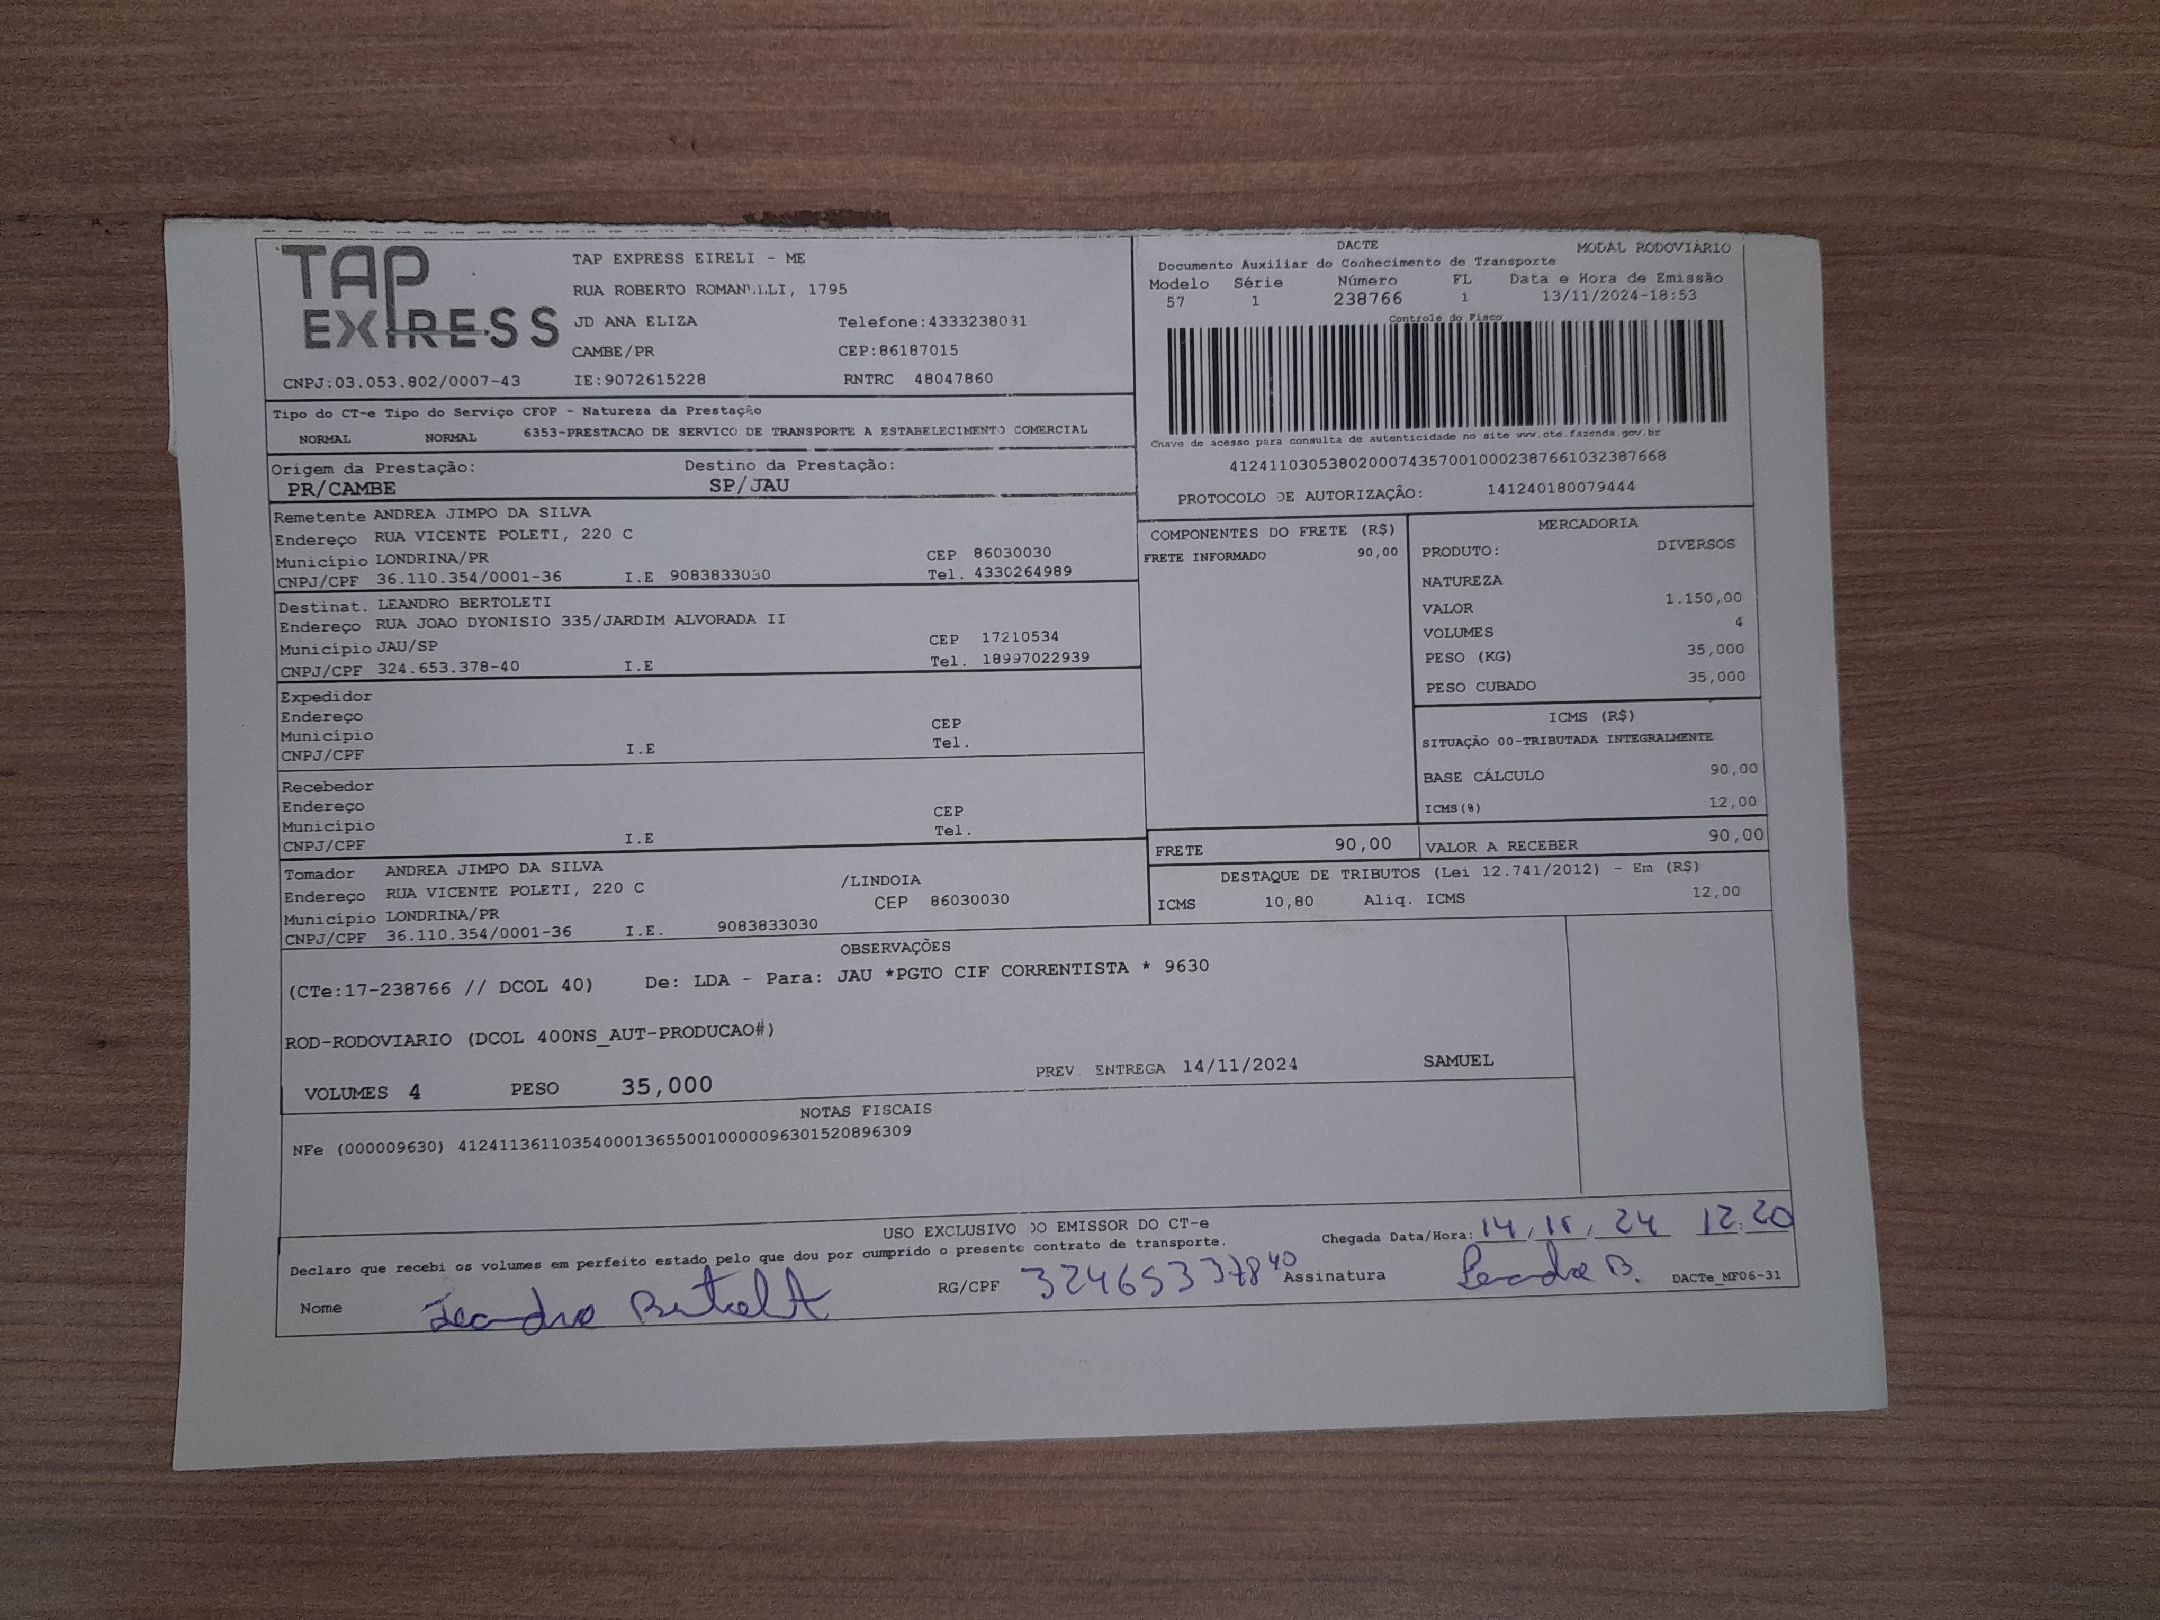 TAP EXPRESS
TAP EXPRESS EIRELI - ME
RUA ROBERTO ROMANELLI, 1795
JD ANA ELIZA Telefone:4333238031
CAMBE/PR CEP:86187015
CNPJ:03.053.802/0007-43 IE:9072615228 RNTRC 48047860
DACTE MODAL RODOVIÁRIO
Documento Auxiliar do Conhecimento de Transporte
Modelo Série Número FL Data e Hora de Emissão
57 1 238766 1 13/11/2024-18:53
Controle do Fisco
Chave de acesso para consulta de autenticidade no site www.cte.fazenda.gov.br
41241103053802000743570010002387661032387668
PROTOCOLO DE AUTORIZAÇÃO: 141240180079444
Tipo do CT-e Tipo do Serviço CFOP - Natureza da Prestação
NORMAL NORMAL 6353-PRESTACAO DE SERVICO DE TRANSPORTE A ESTABELECIMENTO COMERCIAL
Origem da Prestação: Destino da Prestação:
PR/CAMBE SP/JAU
Remetente ANDREA JIMPO DA SILVA
Endereço RUA VICENTE POLETI, 220 C
Município LONDRINA/PR CEP 86030030
CNPJ/CPF 36.110.354/0001-36 I.E 9083833030 Tel. 4330264989
Destinat. LEANDRO BERTOLETI
Endereço RUA JOAO DYONISIO 335/JARDIM ALVORADA II
Município JAU/SP CEP 17210534
CNPJ/CPF 324.653.378-40 I.E Tel. 18997022939
Expedidor
Endereço
Município CEP
CNPJ/CPF I.E Tel.
Recebedor
Endereço
Município CEP
CNPJ/CPF I.E Tel.
Tomador ANDREA JIMPO DA SILVA
Endereço RUA VICENTE POLETI, 220 C /LINDOIA
Município LONDRINA/PR CEP 86030030
CNPJ/CPF 36.110.354/0001-36 I.E. 9083833030
COMPONENTES DO FRETE (R$)
FRETE INFORMADO 90,00
MERCADORIA
PRODUTO: DIVERSOS
NATUREZA
VALOR 1.150,00
VOLUMES 4
PESO (KG) 35,000
PESO CUBADO 35,000
ICMS (R$)
SITUAÇÃO 00-TRIBUTADA INTEGRALMENTE
BASE CÁLCULO 90,00
ICMS(%) 12,00
FRETE 90,00 VALOR A RECEBER 90,00
DESTAQUE DE TRIBUTOS (Lei 12.741/2012) - Em (R$)
ICMS 10,80 Aliq. ICMS 12,00
OBSERVAÇÕES
(CTe:17-238766 // DCOL 40) De: LDA - Para: JAU *PGTO CIF CORRENTISTA * 9630
ROD-RODOVIARIO (DCOL 400NS_AUT-PRODUCAO#)
VOLUMES 4 PESO 35,000 PREV. ENTREGA 14/11/2024 SAMUEL
NOTAS FISCAIS
NFe (000009630) 41241136110354000136550010000096301520896309
USO EXCLUSIVO DO EMISSOR DO CT-e
Declaro que recebi os volumes em perfeito estado pelo que dou por cumprido o presente contrato de transporte. Chegada Data/Hora: 14/11/24 12:20
Nome Leandro RG/CPF 32465337840 Assinatura Leandro B. DACTe_MF06-31